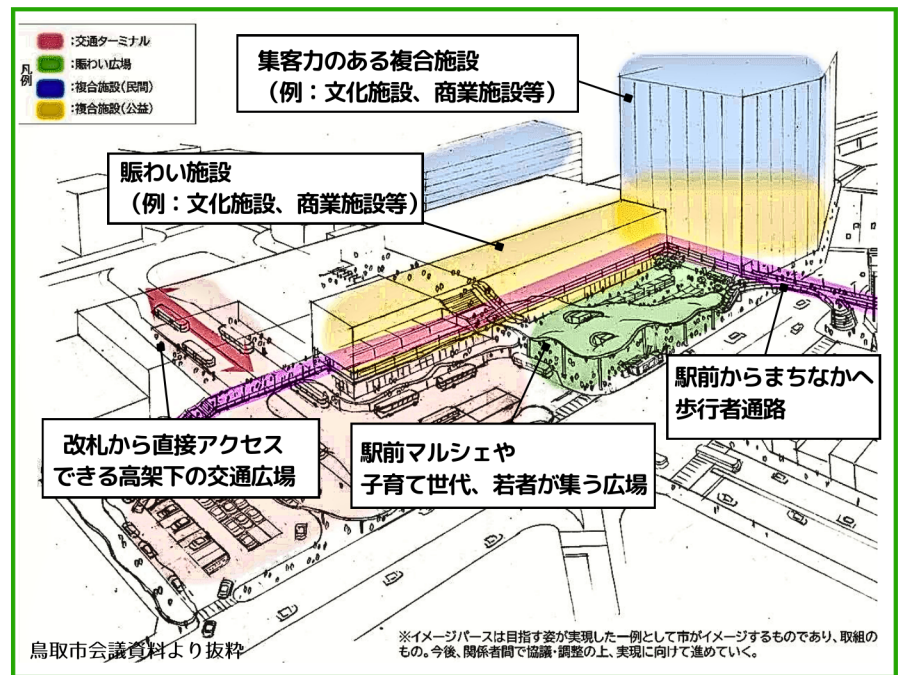 凡例
:交通ターミナル
:賑わい広場
:複合施設(民間)
:複合施設(公益)
集客力のある複合施設
(例:文化施設、商業施設等)
賑わい施設
(例:文化施設、商業施設等)
駅前からまちなかへ
歩行者通路
改札から直接アクセス
できる高架下の交通広場
駅前マルシェや
子育て世代、若者が集う広場
※イメージパースは目指す姿が実現した一例として市がイメージするものであり、取組の
もの。今後、関係者間で協議・調整の上、実現に向けて進めていく。
鳥取市会議資料より抜粋